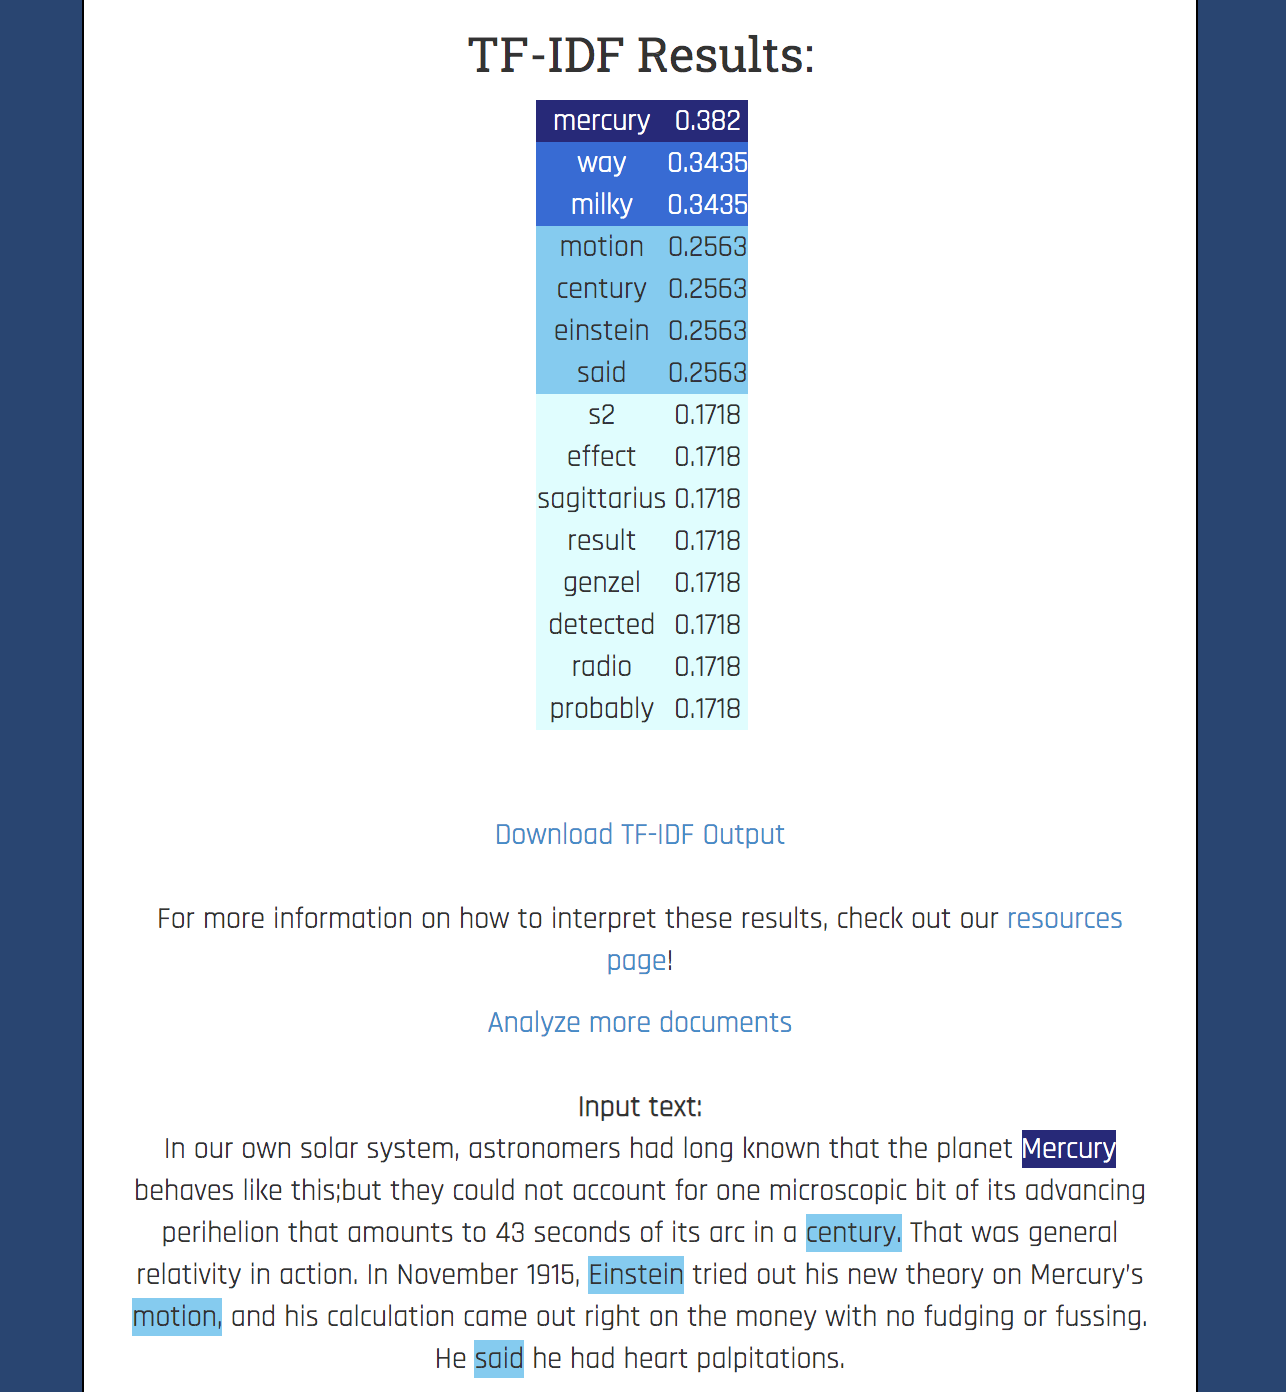 TF-IDF Results:
mercury 0.382
way 0.3435
milky 0.3435
motion 0.2563
century 0.2563
einstein 0.2563
said 0.2563
s2 0.1718
effect 0.1718
sagittarius 0.1718
result 0.1718
genzel 0.1718
detected 0.1718
radio 0.1718
probably 0.1718
Download TF-IDF Output
For more information on how to interpret these results, check out our resources
page!
Analyze more documents
Input text:
In our own solar system, astronomers had long known that the planet Mercury
behaves like this;but they could not account for one microscopic bit of its advancing
perihelion that amounts to 43 seconds of its arc in a century. That was general
relativity in action. In November 1915, Einstein tried out his new theory on Mercury's
motion, and his calculation came out right on the money with no fudging or fussing.
He said he had heart palpitations.